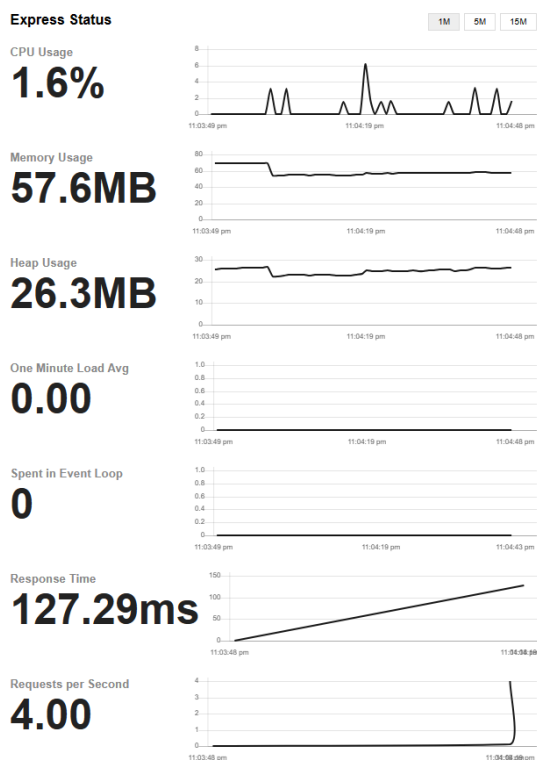 Express Status
1M 5M 15M
CPU Usage
1.6%
8
6
4
2
0
11:03:49 pm 11:04:19 pm 11:04:48 pm
Memory Usage
57.6MB
80
60
40
20
0
11:03:49 pm 11:04:19 pm 11:04:48 pm
Heap Usage
26.3MB
30
20
10
0
11:03:49 pm 11:04:19 pm 11:04:48 pm
One Minute Load Avg
0.00
1.0
0.8
0.6
0.4
0.2
0
11:03:49 pm 11:04:19 pm 11:04:48 pm
Spent in Event Loop
0
1.0
0.8
0.6
0.4
0.2
0
11:03:49 pm 11:04:19 pm 11:04:43 pm
Response Time
127.29ms
150
100
50
0
11:03:48 pm
Requests per Second
4.00
4
3
2
1
0
11:03:48 pm